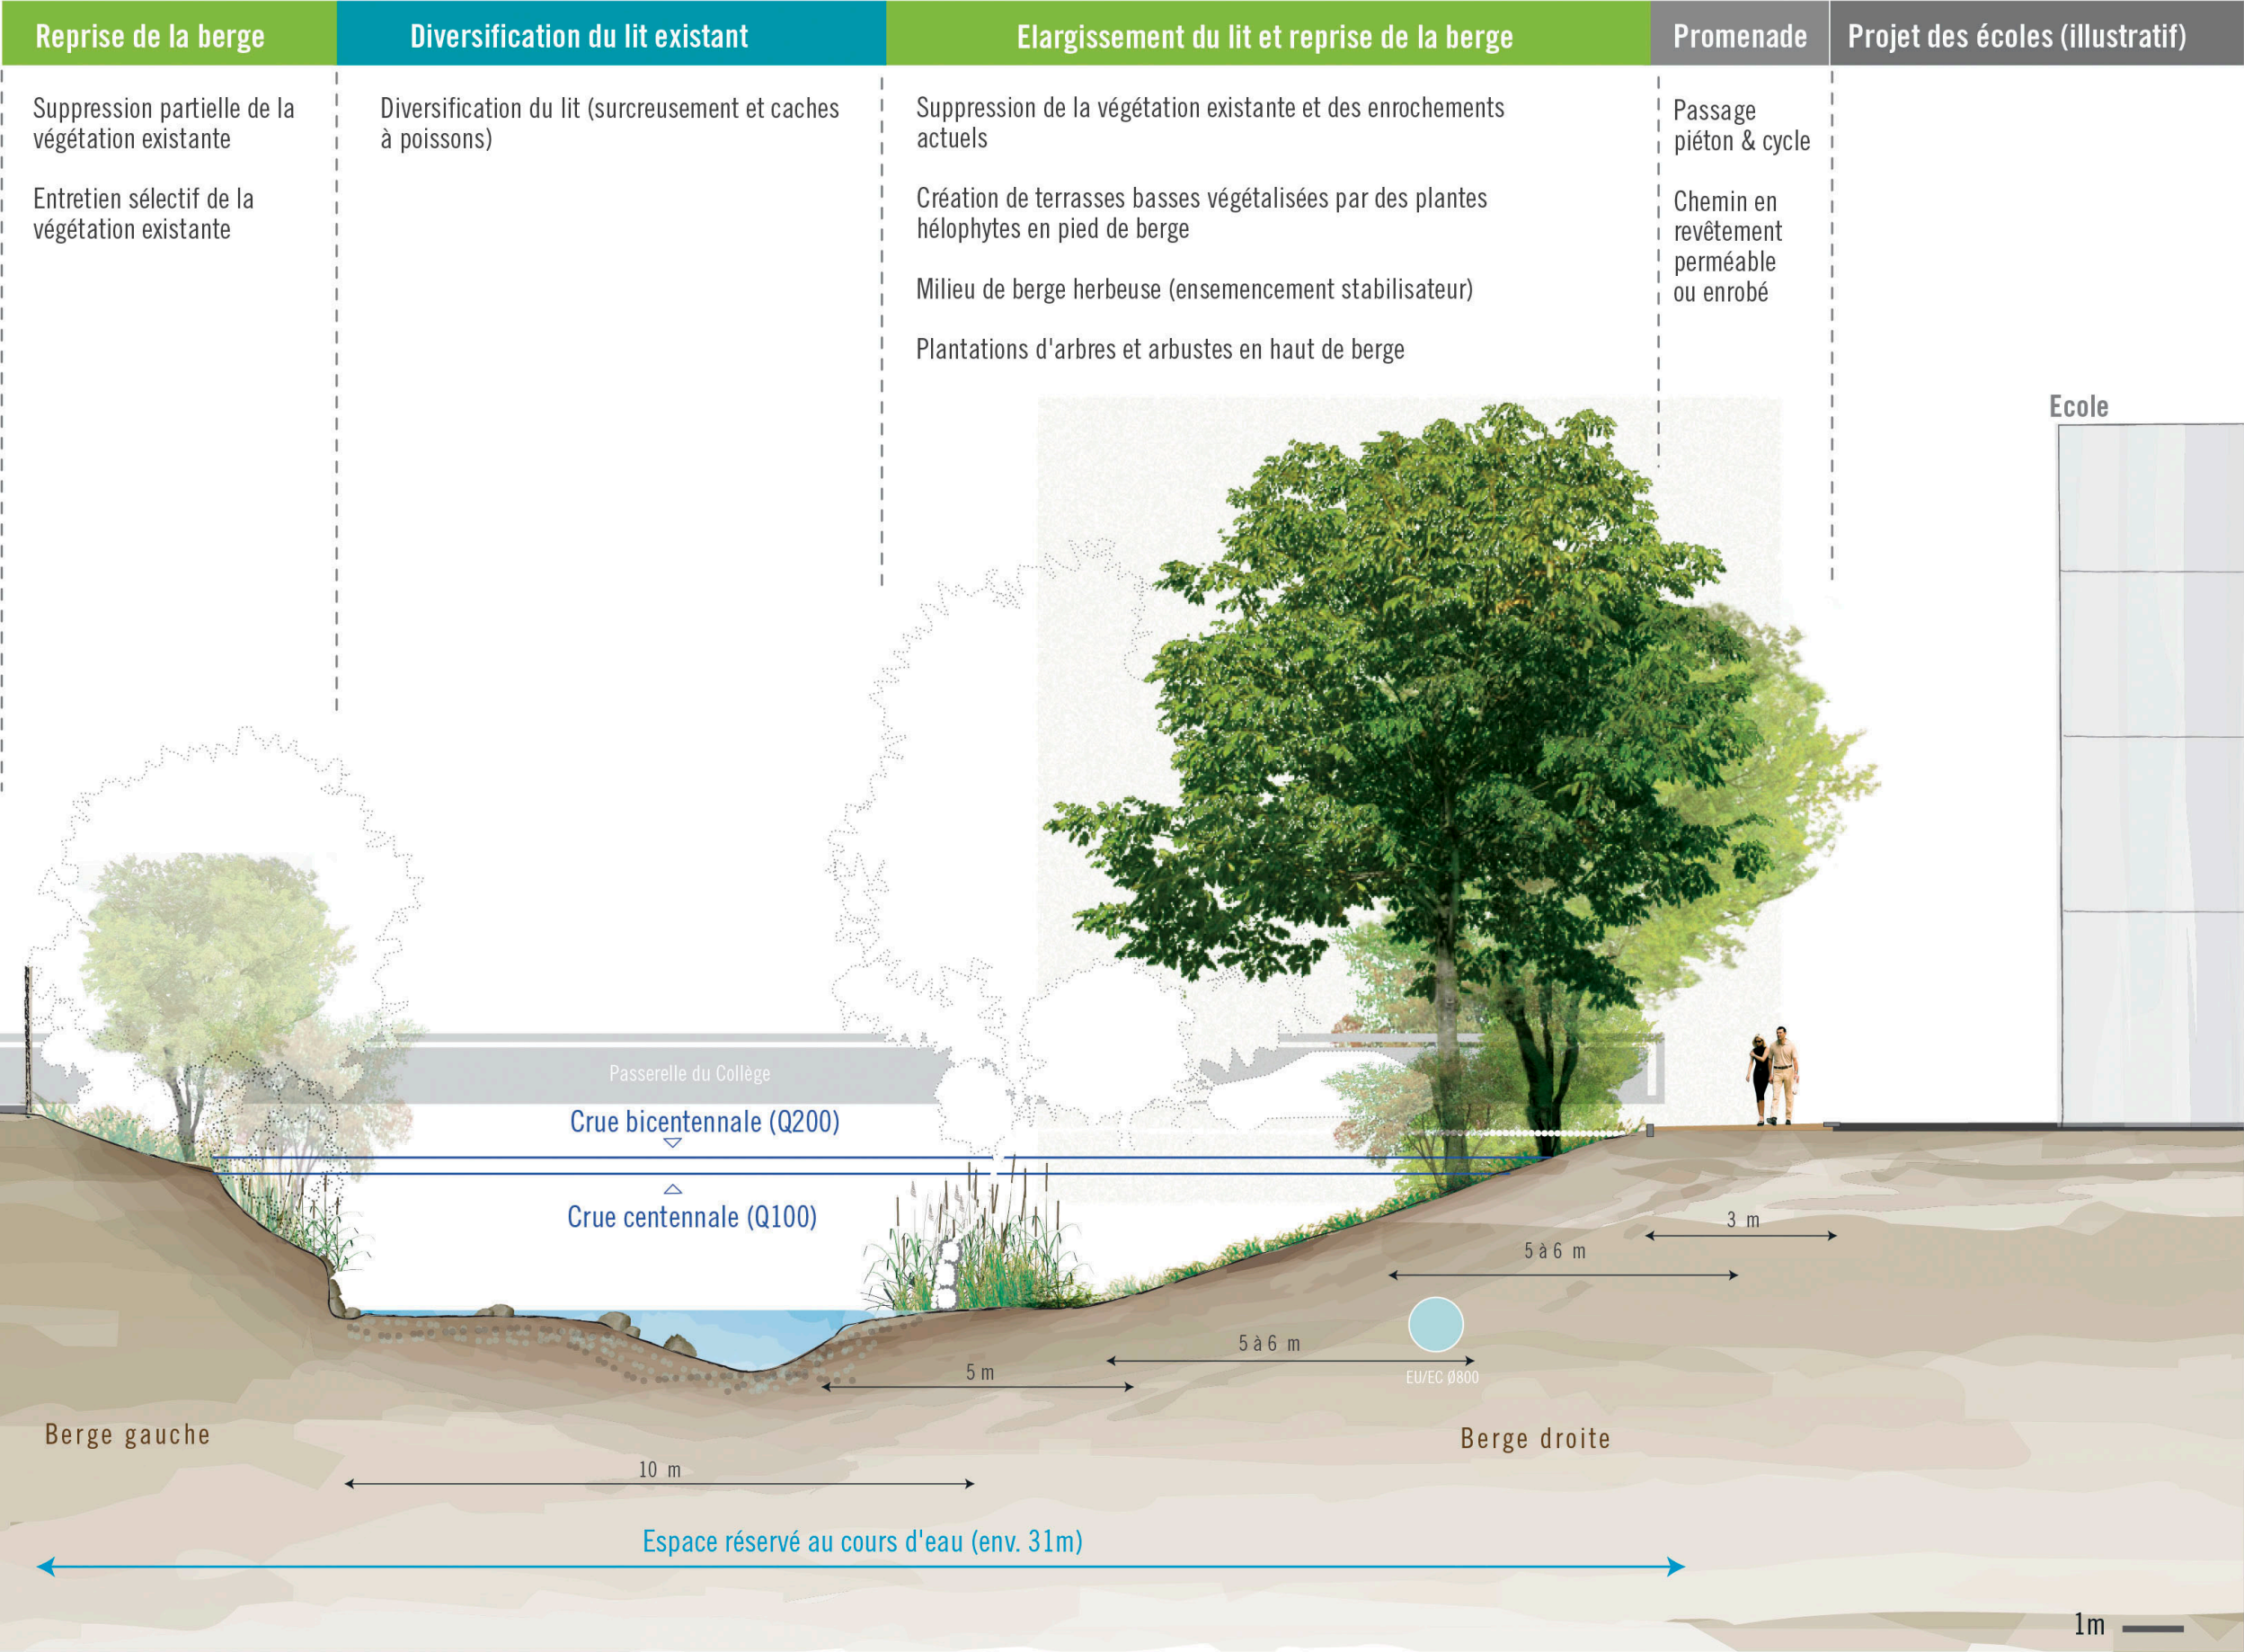 Reprise de la berge
Diversification du lit existant
Elargissement du lit et reprise de la berge
Promenade
Projet des écoles (illustratif)
Suppression partielle de la
végétation existante
Entretien sélectif de la
végétation existante
Diversification du lit (surcreusement et caches
à poissons)
Suppression de la végétation existante et des enrochements
actuels
Création de terrasses basses végétalisées par des plantes
hélophytes en pied de berge
Milieu de berge herbeuse (ensemencement stabilisateur)
Plantations d'arbres et arbustes en haut de berge
Passage
piéton & cycle
Chemin en
revêtement
perméable
ou enrobé
Ecole
Passerelle du Collège
Crue bicentennale (Q200)
Crue centennale (Q100)
3 m
5 à 6 m
5 à 6 m
5 m
EU/EC Ø800
Berge gauche
Berge droite
10 m
Espace réservé au cours d'eau (env. 31m)
1m